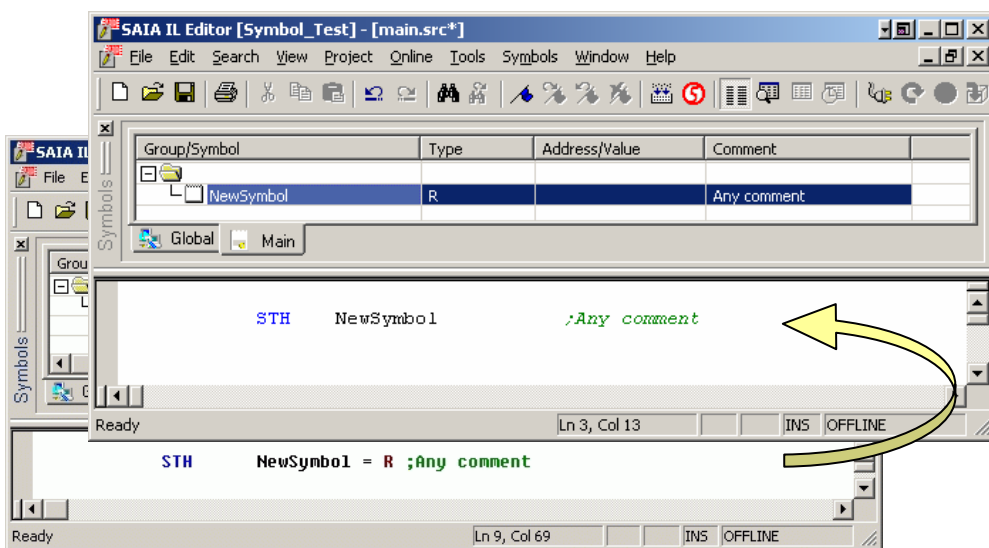 SAIA IL Editor [Symbol_Test] - [main.src*]
File Edit Search View Project Online Tools Symbols Window Help
Group/Symbol Type Address/Value Comment
NewSymbol R Any comment
Symbols
Global Main
STH NewSymbol ;Any comment
Ready Ln 3, Col 13 INS OFFLINE
SAIA IL
File E
Grou
Symbols
G
STH NewSymbol = R ;Any comment
Ready Ln 9, Col 69 INS OFFLINE